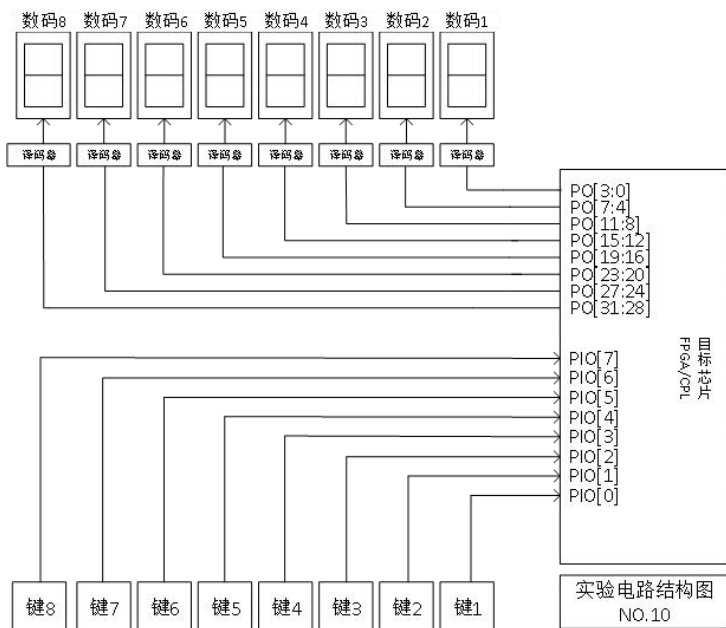 数码8 数码7 数码6 数码5 数码4 数码3 数码2 数码1
译码器 译码器 译码器 译码器 译码器 译码器 译码器 译码器
PO[3:0]
PO[7:4]
PO[11:8]
PO[15:12]
PO[19:16]
PO[23:20]
PO[27:24]
PO[31:28]
PIO[7]
PIO[6]
PIO[5]
PIO[4]
PIO[3]
PIO[2]
PIO[1]
PIO[0]
目标芯片
FPGA/CPL
键8 键7 键6 键5 键4 键3 键2 键1
实验电路结构图
NO.10